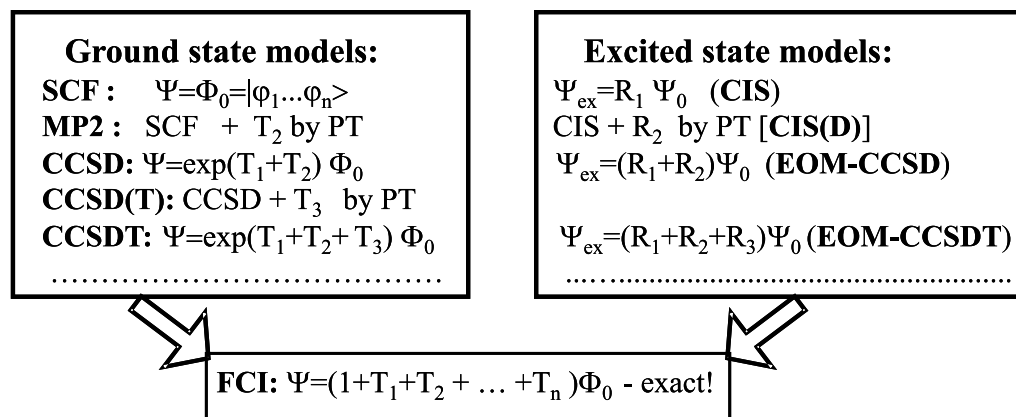 Ground state models:
SCF : Ψ=Φ₀=|φ₁...φₙ>
MP2 : SCF + T₂ by PT
CCSD: Ψ=exp(T₁+T₂) Φ₀
CCSD(T): CCSD + T₃ by PT
CCSDT: Ψ=exp(T₁+T₂+ T₃) Φ₀
..........................................
Excited state models:
Ψₑₓ=R₁ Ψ₀ (CIS)
CIS + R₂ by PT [CIS(D)]
Ψₑₓ=(R₁+R₂)Ψ₀ (EOM-CCSD)
Ψₑₓ=(R₁+R₂+R₃)Ψ₀ (EOM-CCSDT)
..........................................
FCI: Ψ=(1+T₁+T₂ + … +Tₙ )Φ₀ - exact!